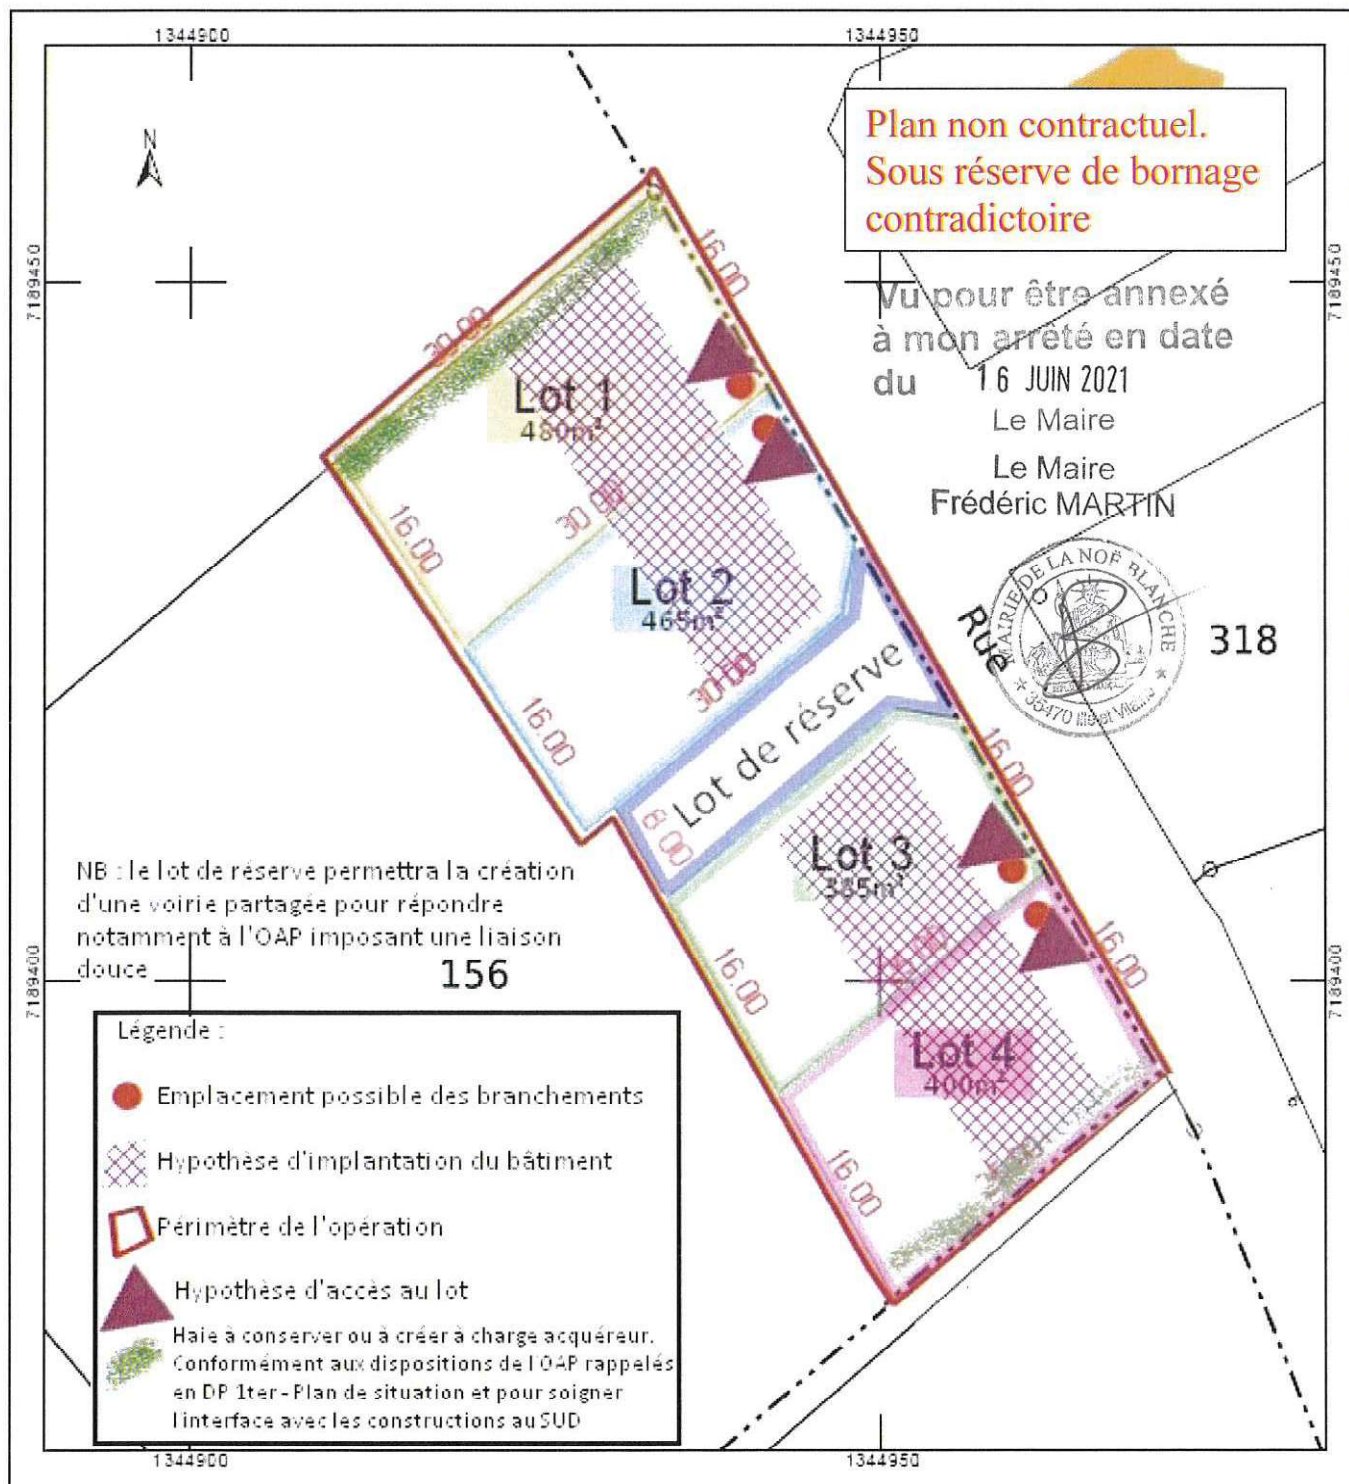 1344900
1344950
Plan non contractuel.
Sous réserve de bornage
contradictoire
N
7189450
7189450
16.00
Vu pour être annexé
à mon arrêté en date
du 16 JUIN 2021
Le Maire
Le Maire
Frédéric MARTIN
30.00
Lot 1
480m²
16.00
30.00
Lot 2
465m²
MAIRIE DE LA NOË BLANCHE
35470 Ille et Vilaine
Rue
318
30.00
16.00
Lot de réserve
8.00
16.00
Lot 3
385m²
NB : le lot de réserve permettra la création
d'une voirie partagée pour répondre
notamment à l'OAP imposant une liaison
douce
156
16.00
16.00
7189400
7189400
Lot 4
400m²
16.00
Légende :
Emplacement possible des branchements
Hypothèse d'implantation du bâtiment
Périmètre de l'opération
Hypothèse d'accès au lot
Haie à conserver ou à créer à charge acquéreur.
Conformément aux dispositions de l'OAP rappelés
en DP 1ter - Plan de situation et pour soigner
l'interface avec les constructions au SUD
1344900
1344950